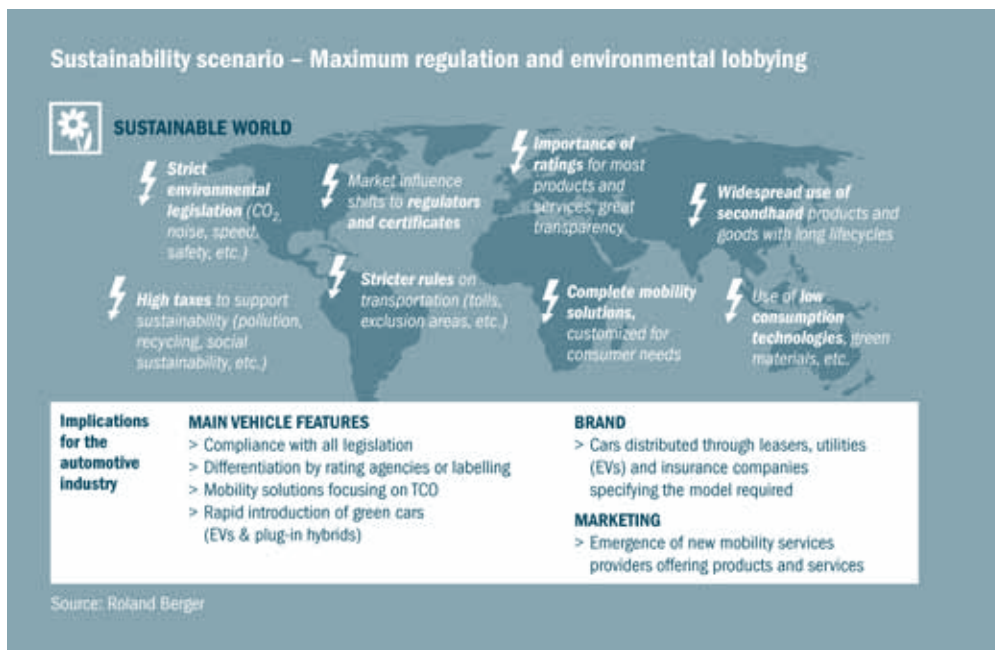 Sustainability scenario – Maximum regulation and environmental lobbying
SUSTAINABLE WORLD
Strict
environmental
legislation (CO₂,
noise, speed,
safety, etc.)
Market influence
shifts to regulators
and certificates
Importance of
ratings for most
products and
services, great
transparency
Widespread use of
secondhand products and
goods with long lifecycles
High taxes to support
sustainability (pollution,
recycling, social
sustainability, etc.)
Stricter rules on
transportation (tolls,
exclusion areas, etc.)
Complete mobility
solutions,
customized for
consumer needs
Use of low
consumption
technologies, green
materials, etc.
Implications
for the
automotive
industry
MAIN VEHICLE FEATURES
> Compliance with all legislation
> Differentiation by rating agencies or labelling
> Mobility solutions focusing on TCO
> Rapid introduction of green cars
(EVs & plug-in hybrids)
BRAND
> Cars distributed through leasers, utilities
(EVs) and insurance companies
specifying the model required
MARKETING
> Emergence of new mobility services
providers offering products and services
Source: Roland Berger